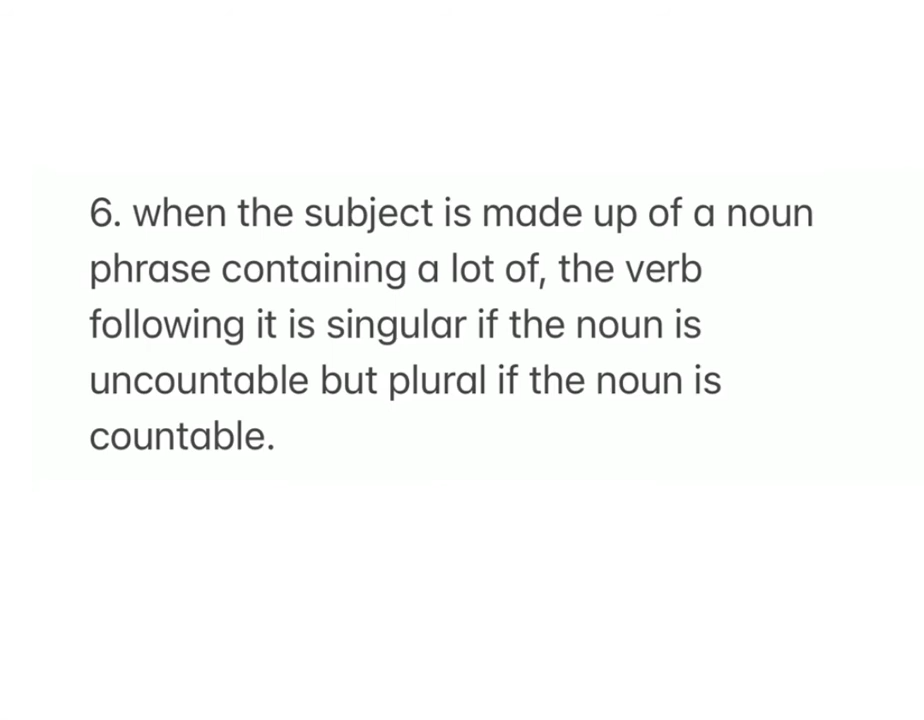 6. when the subject is made up of a noun
phrase containing a lot of, the verb
following it is singular if the noun is
uncountable but plural if the noun is
countable.